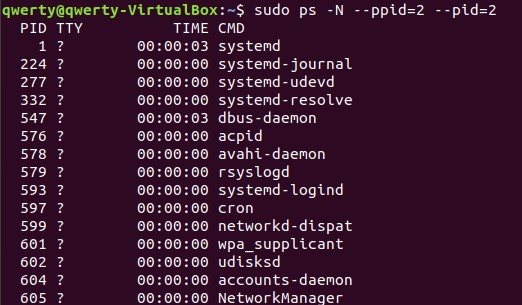 qwerty@qwerty-VirtualBox:~$ sudo ps -N --ppid=2 --pid=2
PID TTY TIME CMD
1 ? 00:00:03 systemd
224 ? 00:00:00 systemd-journal
277 ? 00:00:00 systemd-udevd
332 ? 00:00:00 systemd-resolve
547 ? 00:00:03 dbus-daemon
576 ? 00:00:00 acpid
578 ? 00:00:00 avahi-daemon
579 ? 00:00:00 rsyslogd
593 ? 00:00:00 systemd-logind
597 ? 00:00:00 cron
599 ? 00:00:00 networkd-dispat
601 ? 00:00:00 wpa_supplicant
602 ? 00:00:00 udisksd
604 ? 00:00:00 accounts-daemon
605 ? 00:00:00 NetworkManager